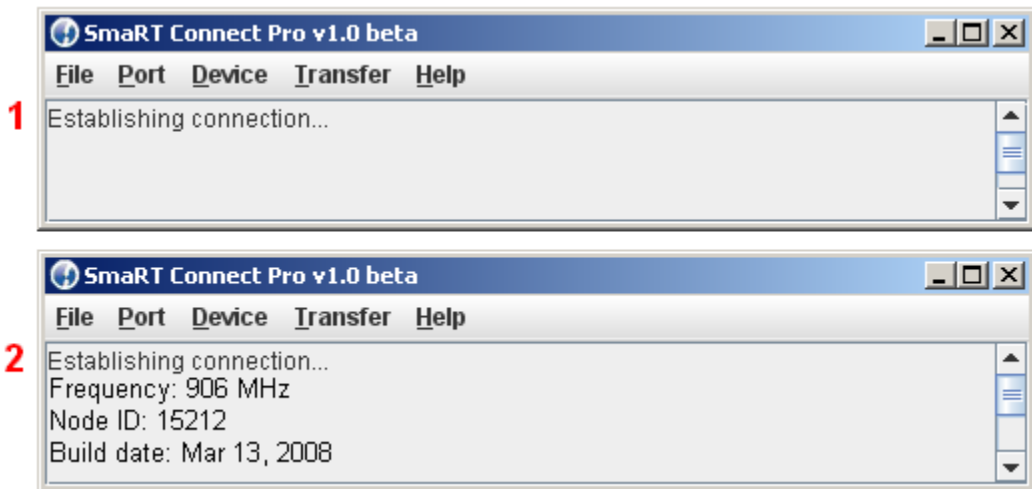 SmaRT Connect Pro v1.0 beta
File Port Device Transfer Help
1
Establishing connection...
SmaRT Connect Pro v1.0 beta
File Port Device Transfer Help
2
Establishing connection...
Frequency: 906 MHz
Node ID: 15212
Build date: Mar 13, 2008